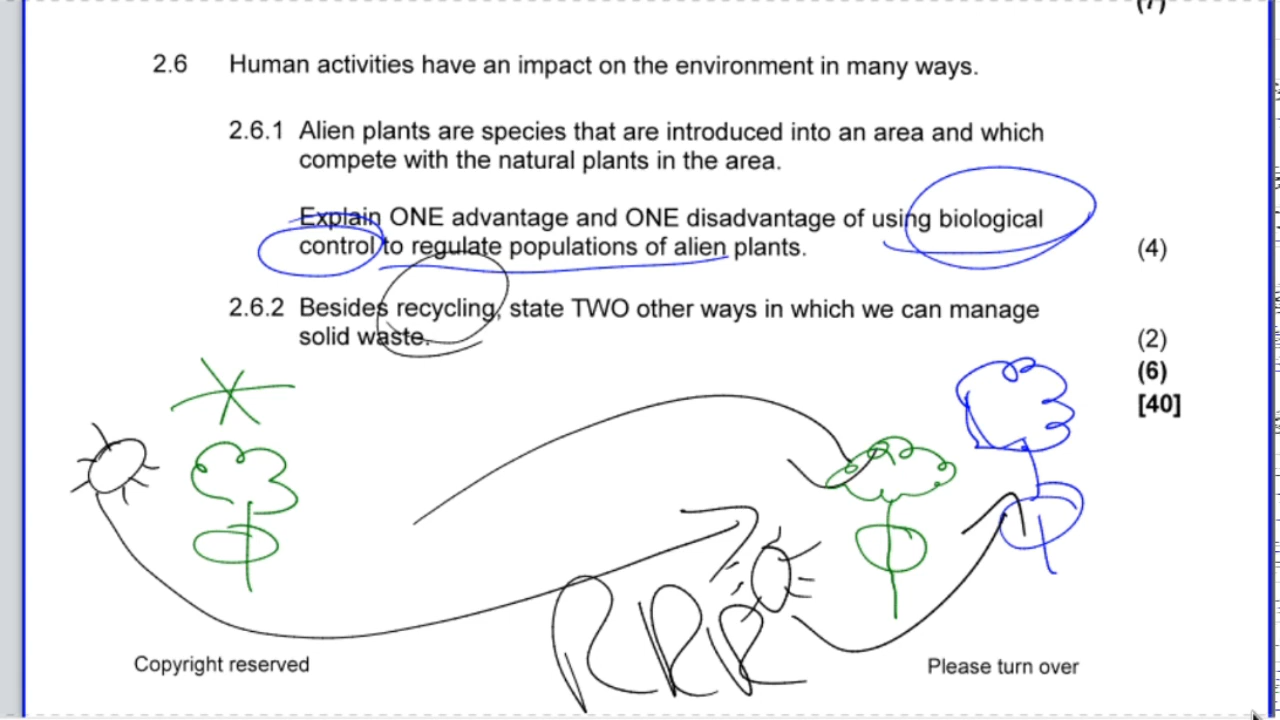 (7)
2.6 Human activities have an impact on the environment in many ways.
2.6.1 Alien plants are species that are introduced into an area and which
compete with the natural plants in the area.
Explain ONE advantage and ONE disadvantage of using biological
control to regulate populations of alien plants. (4)
2.6.2 Besides recycling, state TWO other ways in which we can manage
solid waste. (2)
(6)
[40]
RRR
Copyright reserved Please turn over